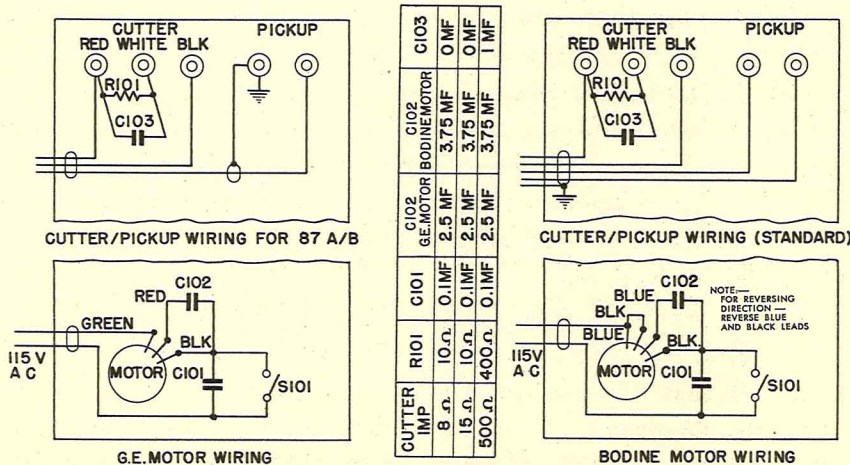 CUTTER
RED WHITE BLK
PICKUP
R101
C103
CUTTER/PICKUP WIRING FOR 87 A/B
C102
RED
GREEN
BLK
115 V
A C
MOTOR
C101
S101
G.E. MOTOR WIRING
CUTTER IMP R101 C101 C102 G.E. MOTOR C102 BODINE MOTOR C103
8 Ω 10 Ω 0.1MF 2.5 MF 3.75 MF 0 MF
15 Ω 10 Ω 0.1MF 2.5 MF 3.75 MF 0 MF
500 Ω 400 Ω 0.1MF 2.5 MF 3.75 MF 1 MF
CUTTER
RED WHITE BLK
PICKUP
R101
C103
CUTTER/PICKUP WIRING (STANDARD)
C102
BLUE
BLK
BLUE
BLK.
NOTE:—
FOR REVERSING
DIRECTION —
REVERSE BLUE
AND BLACK LEADS
115V
A C
MOTOR
C101
S101
BODINE MOTOR WIRING